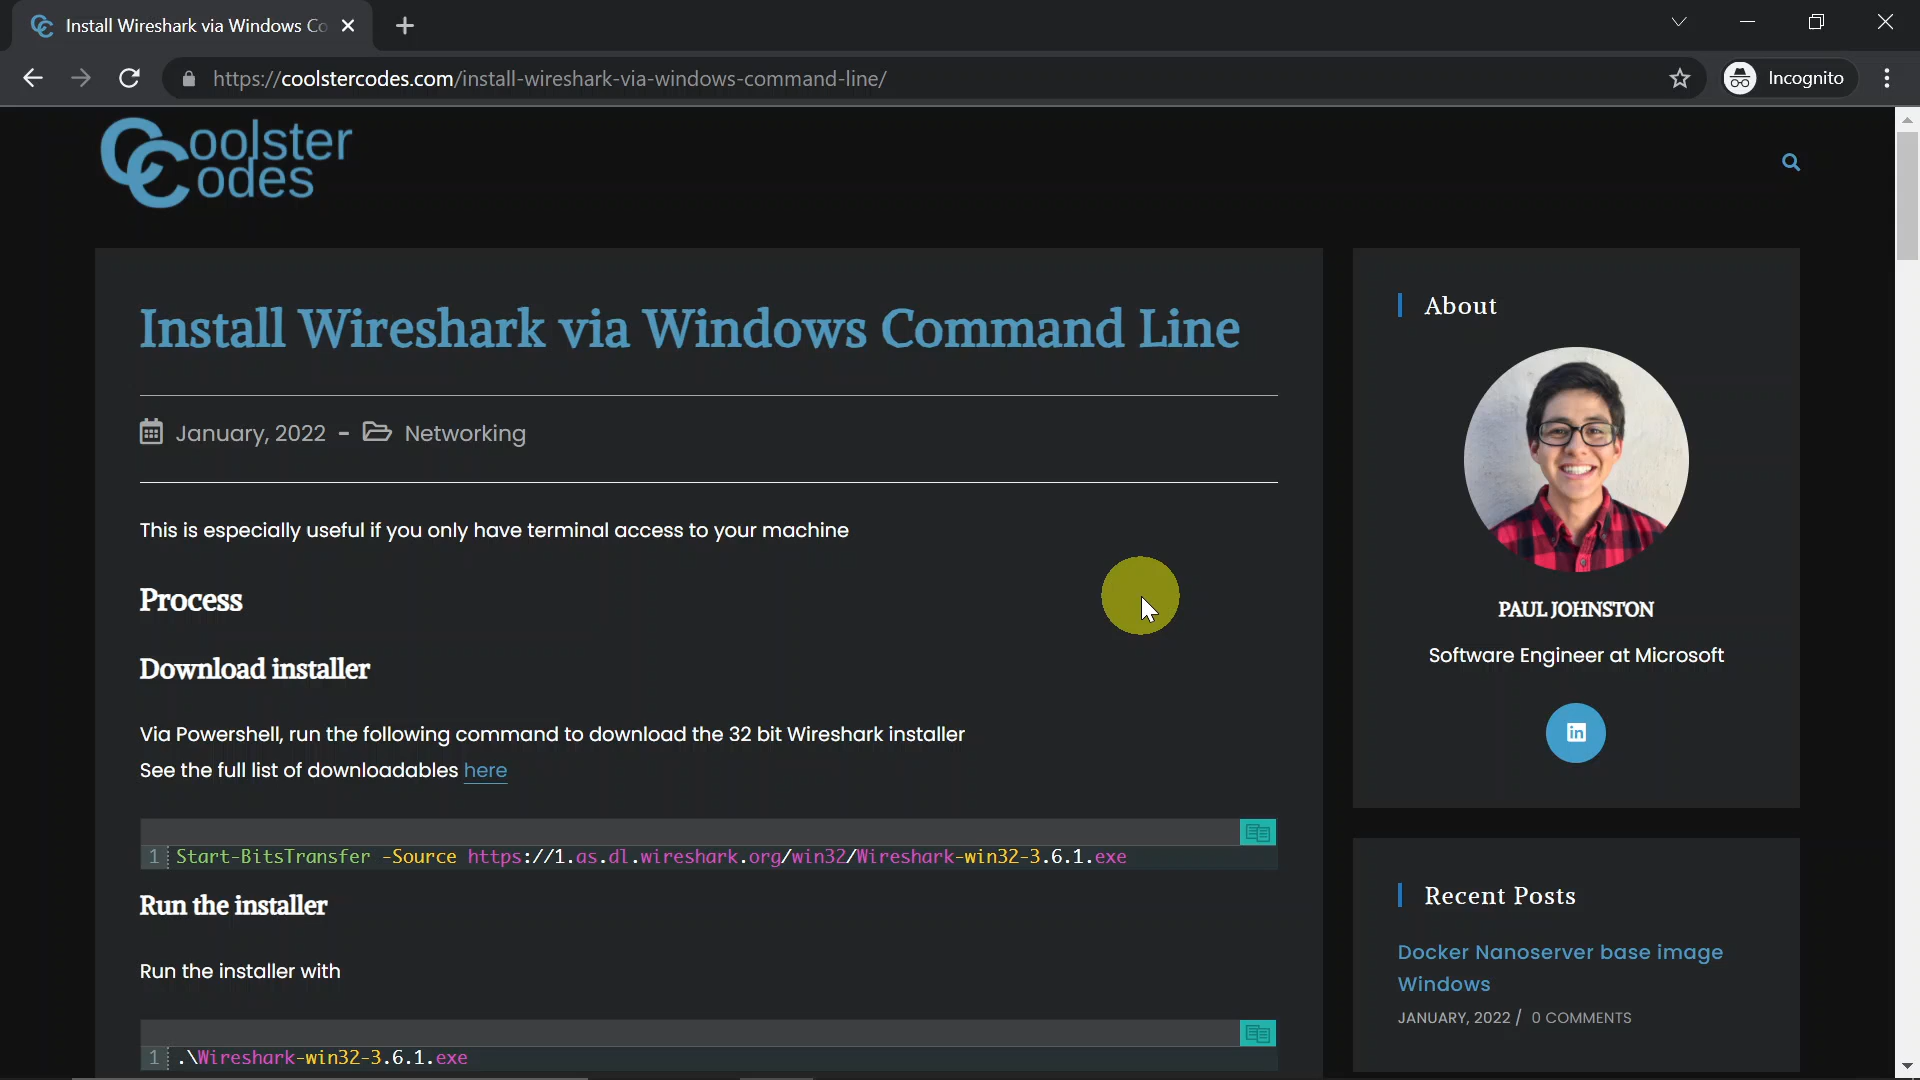 Install Wireshark via Windows Co
https://coolstercodes.com/install-wireshark-via-windows-command-line/
Incognito
Coolster
Codes
Install Wireshark via Windows Command Line
January, 2022 - Networking
This is especially useful if you only have terminal access to your machine
Process
Download installer
Via Powershell, run the following command to download the 32 bit Wireshark installer
See the full list of downloadables here
1 Start-BitsTransfer -Source https://1.as.dl.wireshark.org/win32/Wireshark-win32-3.6.1.exe
Run the installer
Run the installer with
1 .\Wireshark-win32-3.6.1.exe
About
PAUL JOHNSTON
Software Engineer at Microsoft
in
Recent Posts
Docker Nanoserver base image
Windows
JANUARY, 2022 / 0 COMMENTS